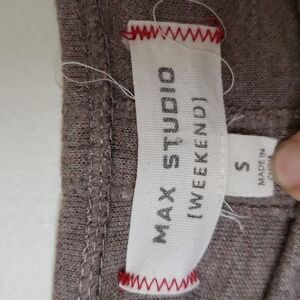 MAX STUDIO
[WEEKEND]
S
MADE IN